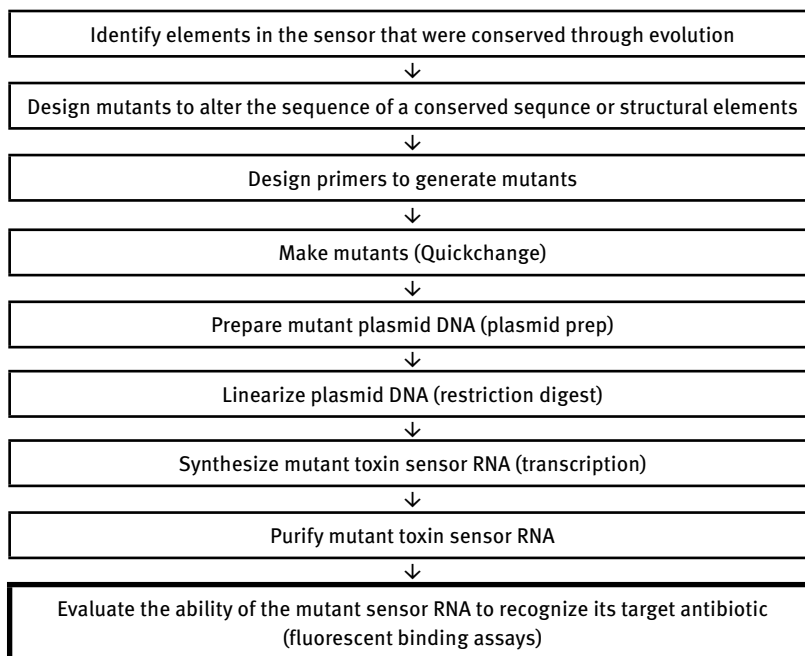 Identify elements in the sensor that were conserved through evolution
↓
Design mutants to alter the sequence of a conserved sequnce or structural elements
↓
Design primers to generate mutants
↓
Make mutants (Quickchange)
↓
Prepare mutant plasmid DNA (plasmid prep)
↓
Linearize plasmid DNA (restriction digest)
↓
Synthesize mutant toxin sensor RNA (transcription)
↓
Purify mutant toxin sensor RNA
↓
Evaluate the ability of the mutant sensor RNA to recognize its target antibiotic
(fluorescent binding assays)